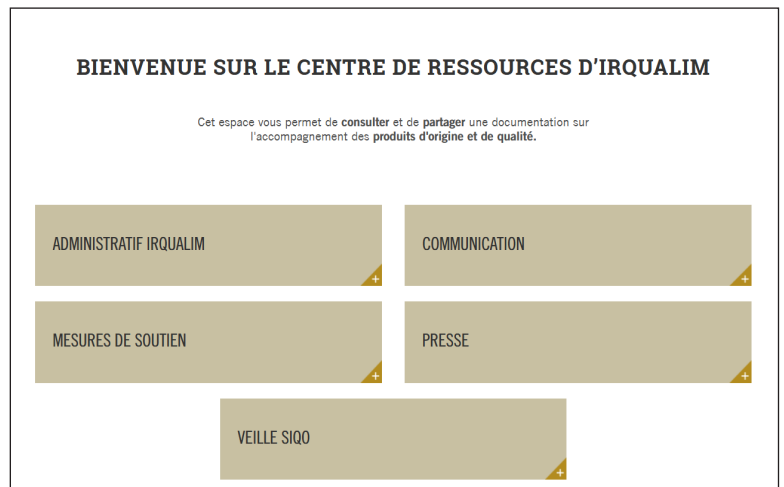 BIENVENUE SUR LE CENTRE DE RESSOURCES D'IRQUALIM
Cet espace vous permet de consulter et de partager une documentation sur
l'accompagnement des produits d'origine et de qualité.
ADMINISTRATIF IRQUALIM
+
COMMUNICATION
+
MESURES DE SOUTIEN
+
PRESSE
+
VEILLE SIQO
+